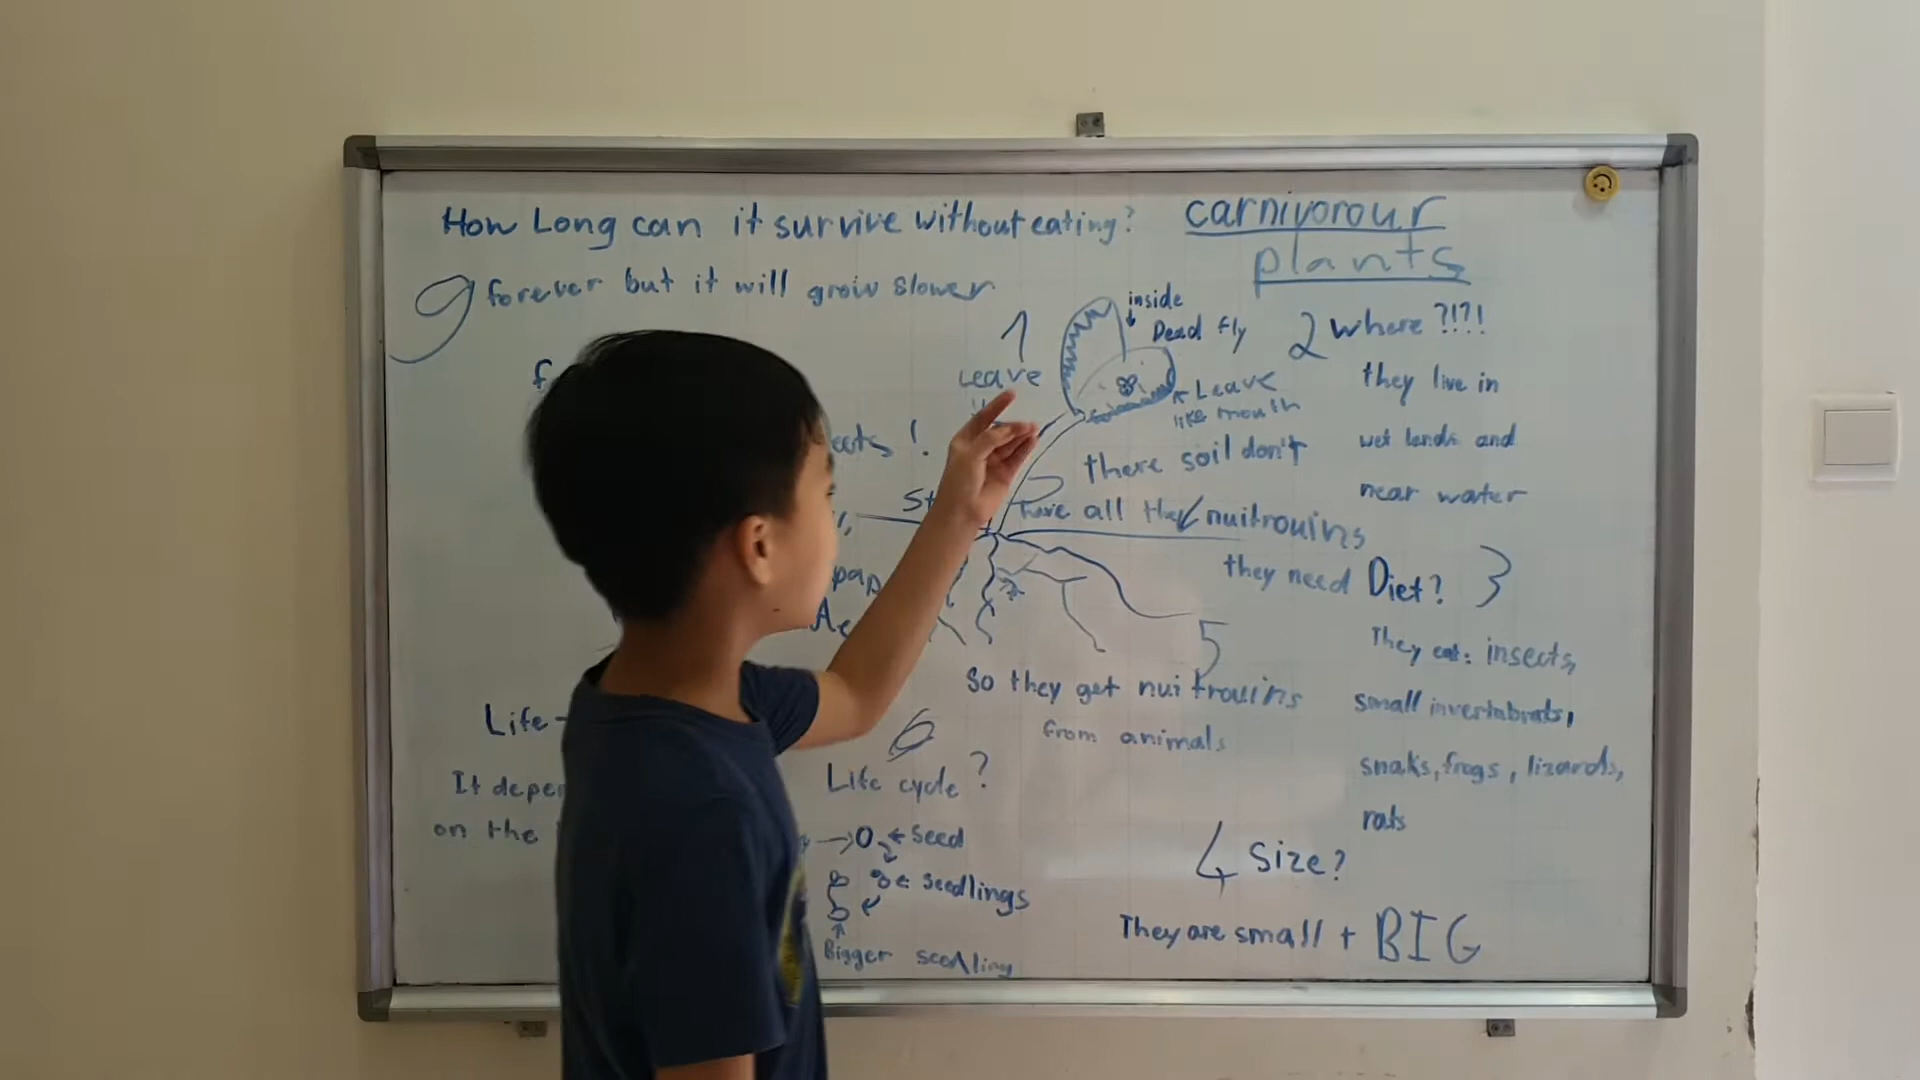 How Long can it survive without eating?
carnivorour
plants
9 forever but it will grow slower
1
Leave
inside
Dead fly
Leave
like mouth
2 where ?!?!
they live in
wet lands and
near water
there soil don't
have all the nuitrouins
they need
Diet? 3
They eat: insects,
small invertabrats,
snaks, frogs, lizards,
rats
4 Size?
They are small + BIG
5
So they get nuitrouins
from animals
6
Life cycle?
seed
seedlings
Bigger seedling
Life
on the